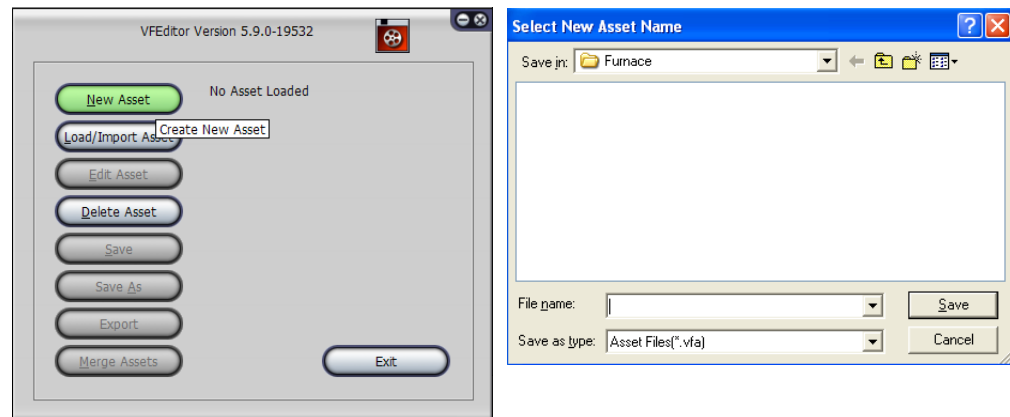 VFEditor Version 5.9.0-19532
New Asset
No Asset Loaded
Create New Asset
Load/Import Asset
Edit Asset
Delete Asset
Save
Save As
Export
Merge Assets
Exit
Select New Asset Name
Save in: Furnace
File name:
Save
Save as type: Asset Files(*.vfa)
Cancel